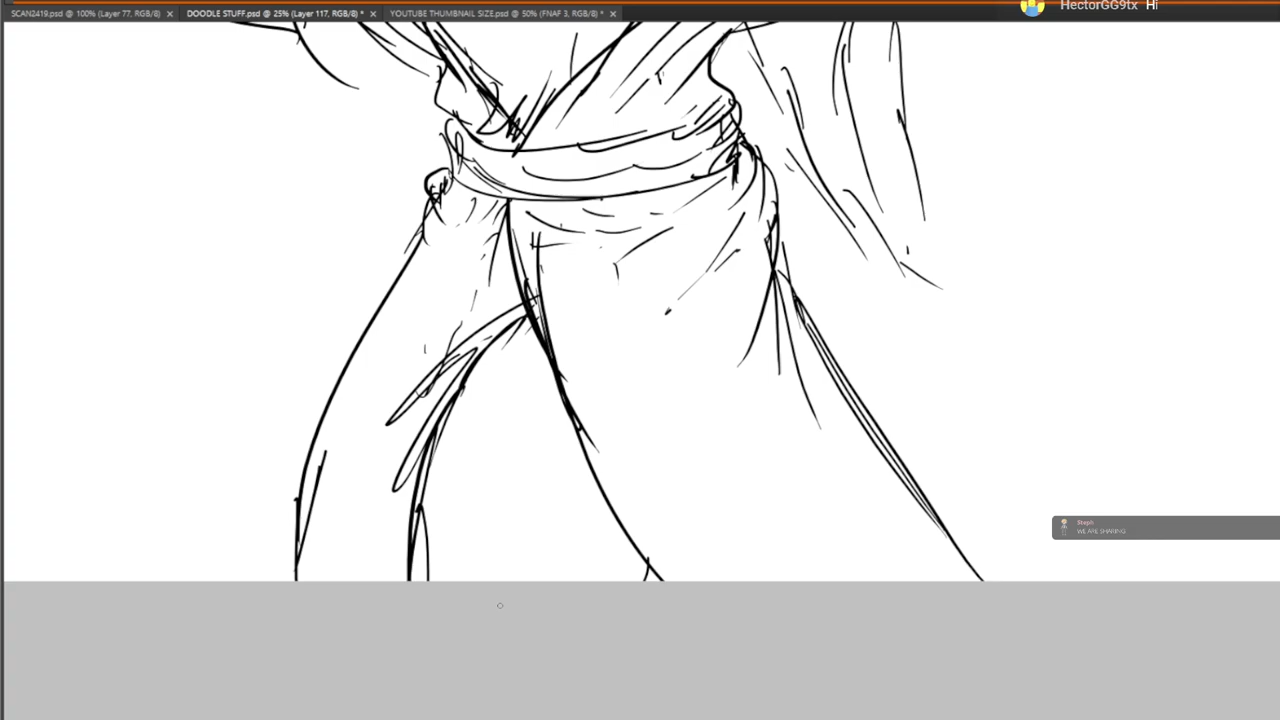 HectorGG9tx Hi
SCAN2419.psd @ 100% (Layer 77, RGB/8)
DOODLE STUFF.psd @ 25% (Layer 117, RGB/8) *
YOUTUBE THUMBNAIL SIZE.psd @ 50% (FNAF 3, RGB/8) *
Steph
WE ARE SHARING